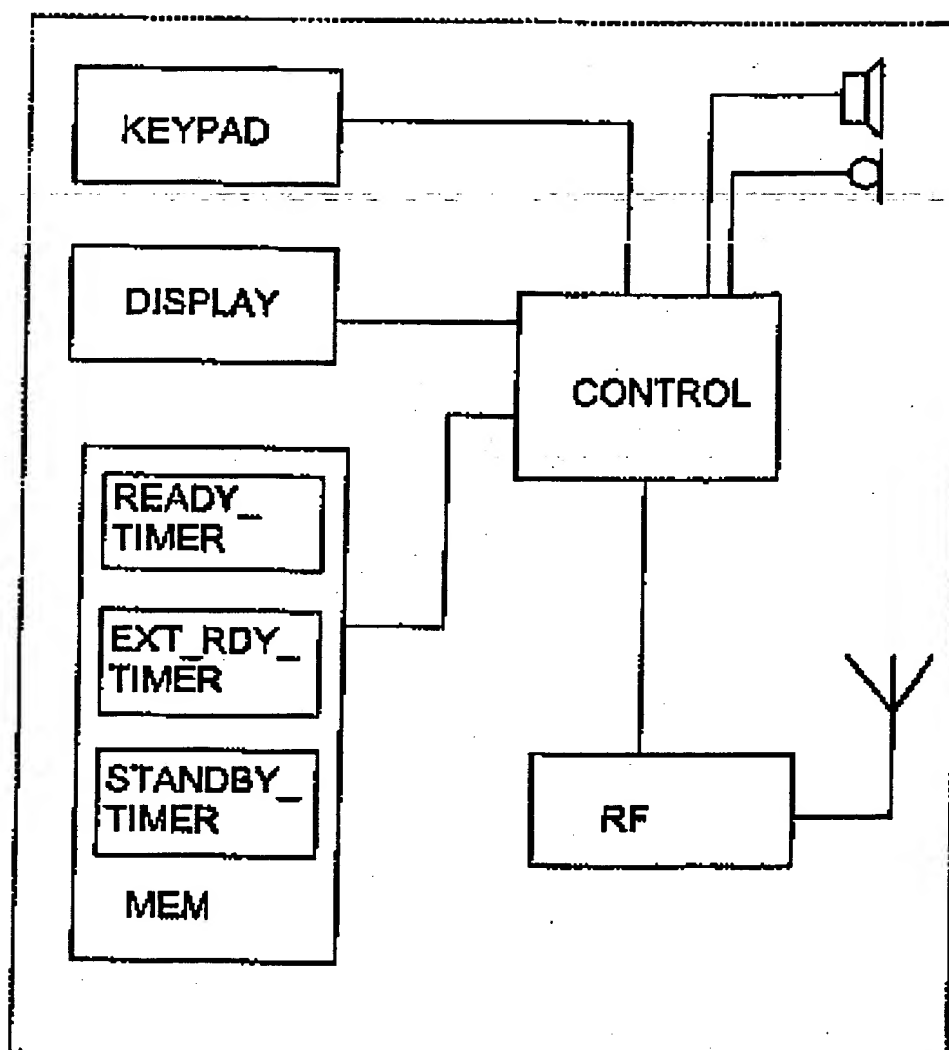 KEYPAD
DISPLAY
CONTROL
READY_
TIMER
EXT_RDY_
TIMER
STANDBY_
TIMER
MEM
RF